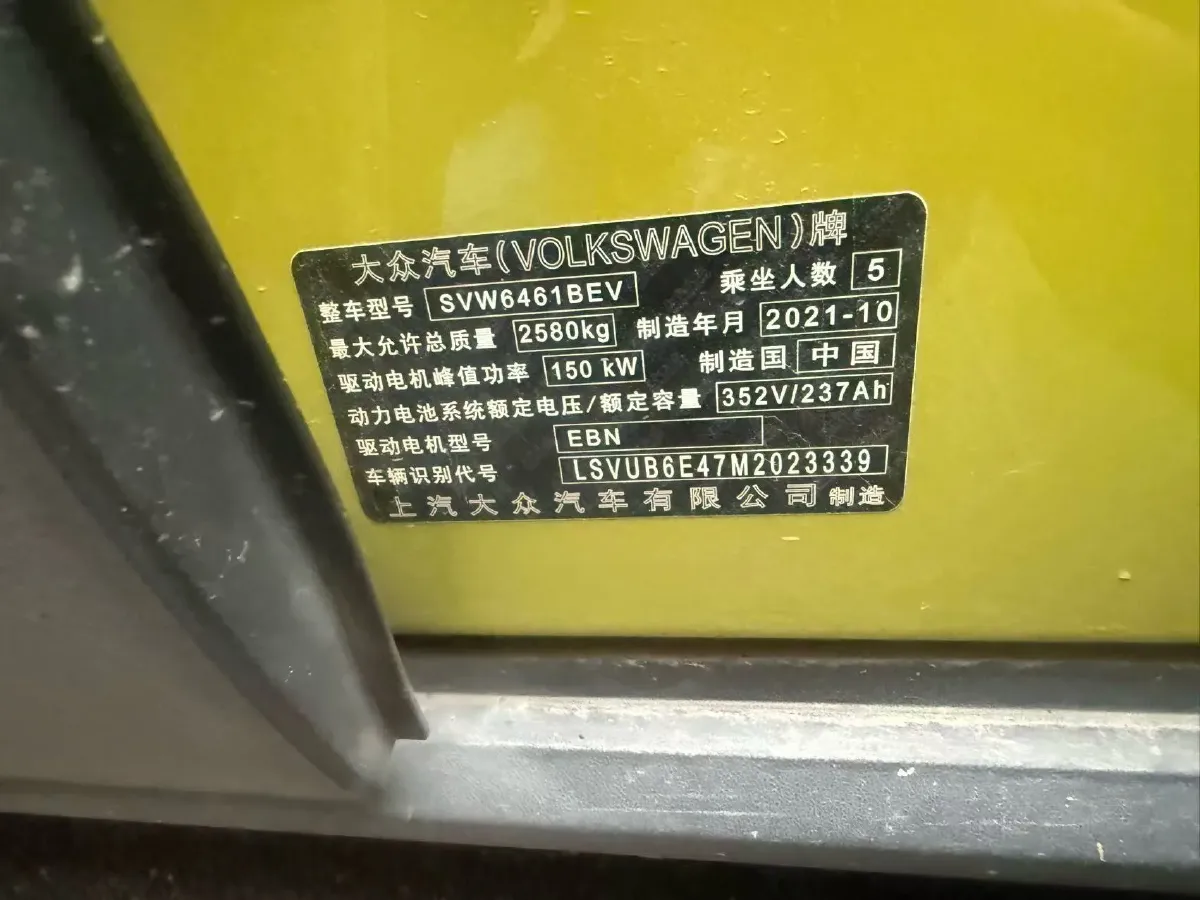 大众汽车(VOLKSWAGEN)牌
整车型号 SVW6461BEV 乘坐人数 5
最大允许总质量 2580kg 制造年月 2021-10
驱动电机峰值功率 150 kW 制造国 中国
动力电池系统额定电压/额定容量 352V/237Ah
驱动电机型号 EBN
车辆识别代号 LSVUB6E47M2023339
上汽大众汽车有限公司制造